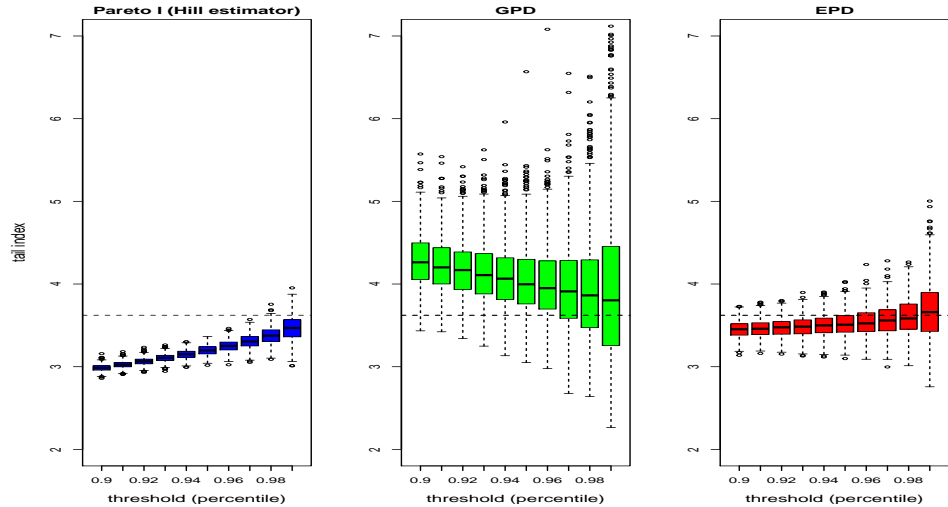 Pareto I (Hill estimator)
GPD
EPD
tail index
7
6
5
4
3
2
7
6
5
4
3
2
7
6
5
4
3
2
0.9 0.92 0.94 0.96 0.98
0.9 0.92 0.94 0.96 0.98
0.9 0.92 0.94 0.96 0.98
threshold (percentile)
threshold (percentile)
threshold (percentile)